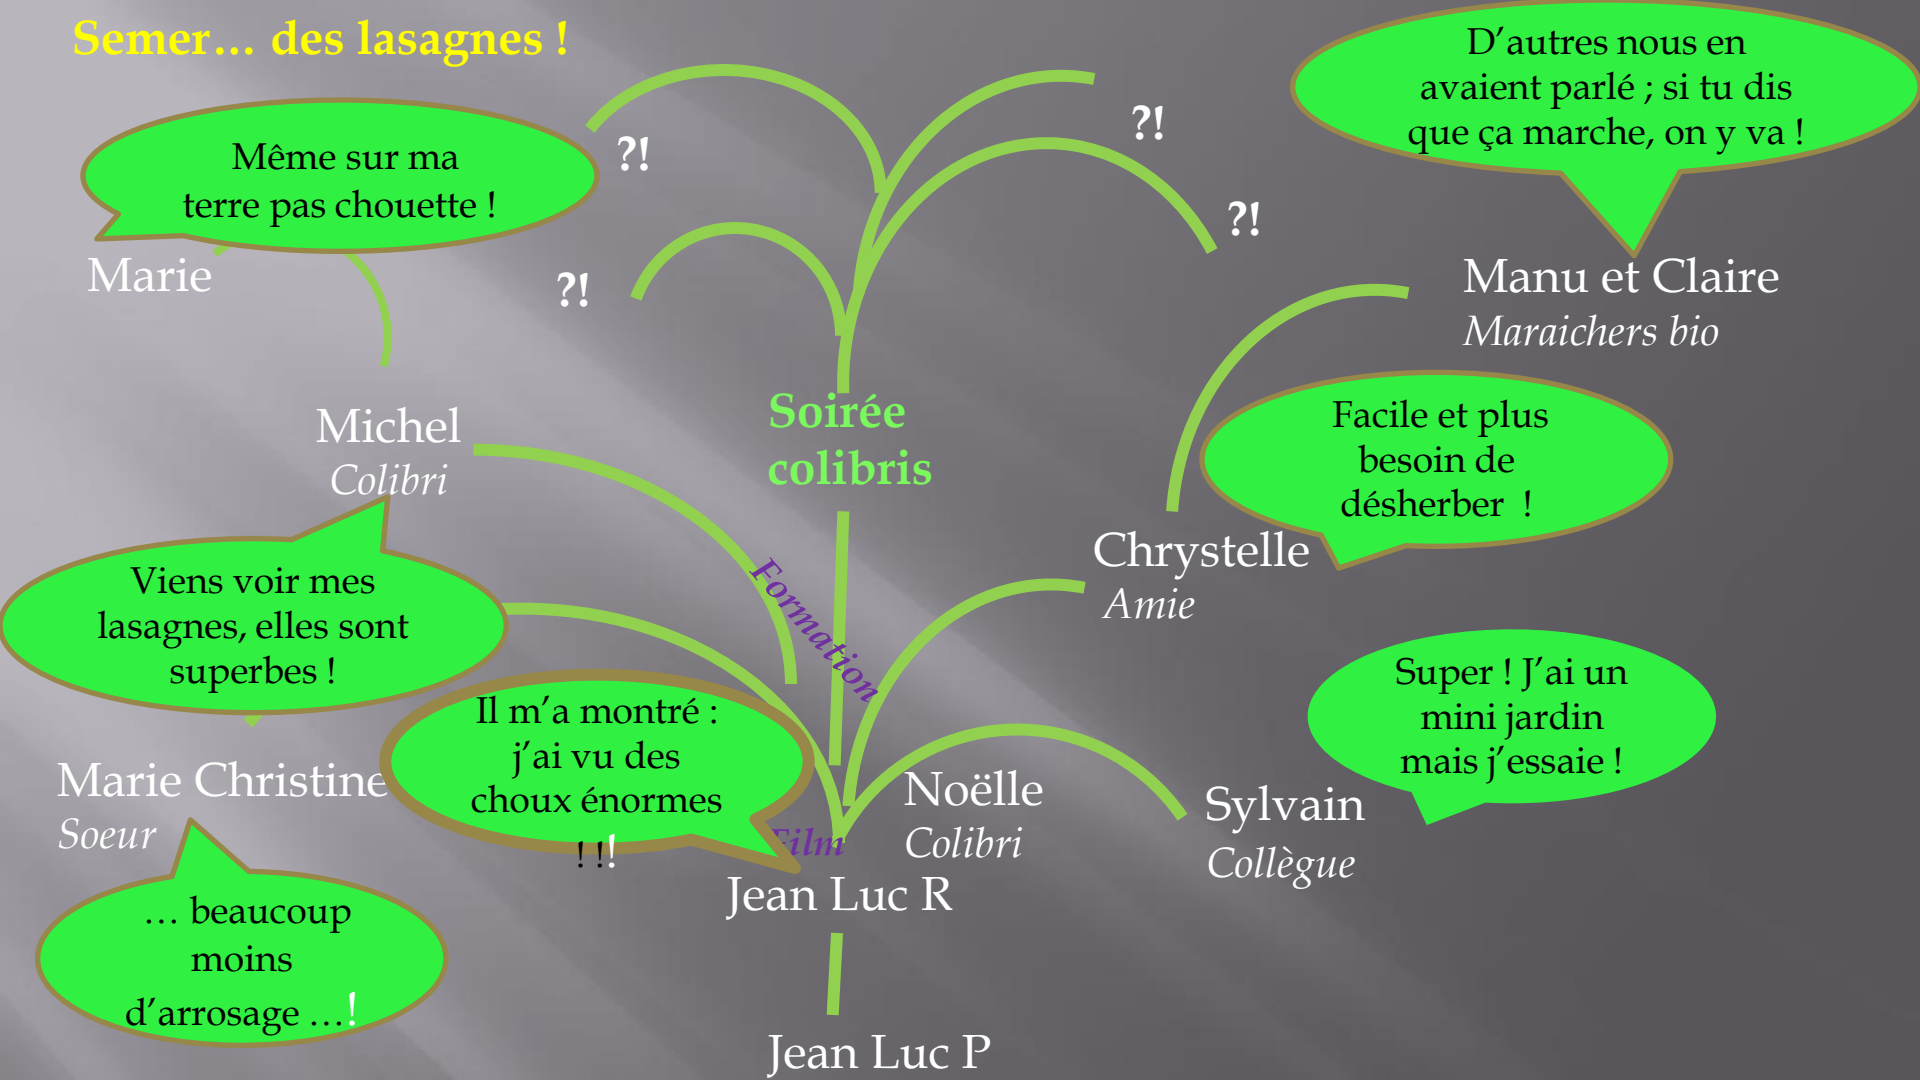 Semer… des lasagnes !
D’autres nous en
avaient parlé ; si tu dis
que ça marche, on y va !
?!
?!
Même sur ma
terre pas chouette !
?!
?!
Marie
Manu et Claire
Maraichers bio
Soirée
colibris
Michel
Colibri
Facile et plus
besoin de
désherber !
Chrystelle
Amie
Viens voir mes
lasagnes, elles sont
superbes !
Formation
Super ! J’ai un
mini jardin
mais j’essaie !
Il m’a montré :
j’ai vu des
choux énormes
! !!
Marie Christine
Soeur
Noëlle
Colibri
Sylvain
Collègue
Film
Jean Luc R
… beaucoup
moins
d’arrosage …!
Jean Luc P